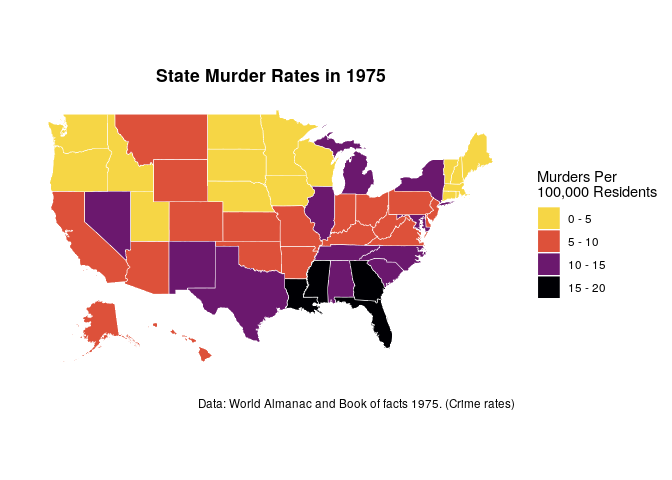 State Murder Rates in 1975
Murders Per
100,000 Residents
0 - 5
5 - 10
10 - 15
15 - 20
Data: World Almanac and Book of facts 1975. (Crime rates)